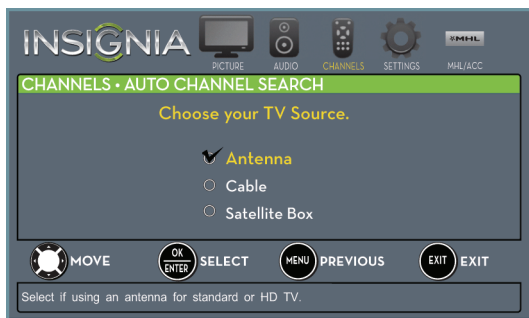 INSIGNIA
PICTURE AUDIO CHANNELS SETTINGS MHL MHL/ACC
CHANNELS • AUTO CHANNEL SEARCH
Choose your TV Source.
Antenna
Cable
Satellite Box
MOVE OK ENTER SELECT MENU PREVIOUS EXIT EXIT
Select if using an antenna for standard or HD TV.